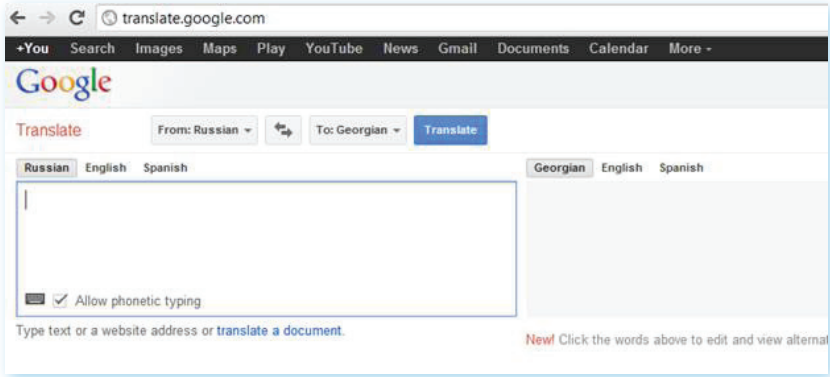 translate.google.com
+You Search Images Maps Play YouTube News Gmail Documents Calendar More
Google
Translate From: Russian To: Georgian Translate
Russian English Spanish Georgian English Spanish
Allow phonetic typing
Type text or a website address or translate a document.
New! Click the words above to edit and view alternat